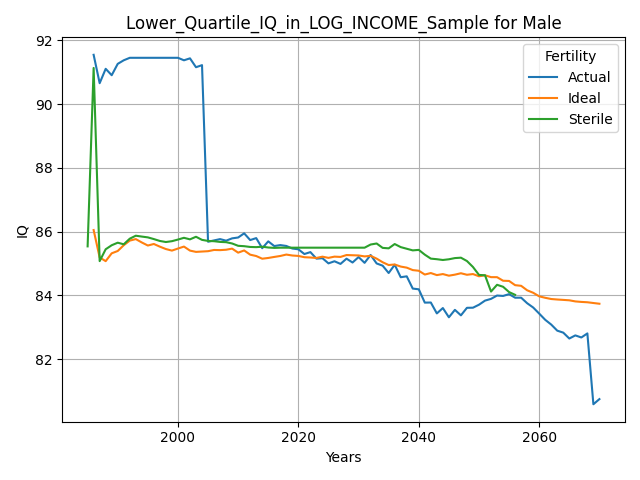 Lower_Quartile_IQ_in_LOG_INCOME_Sample for Male
92
90
88
86
84
82
IQ
2000
2020
2040
2060
Years
Fertility
Actual
Ideal
Sterile